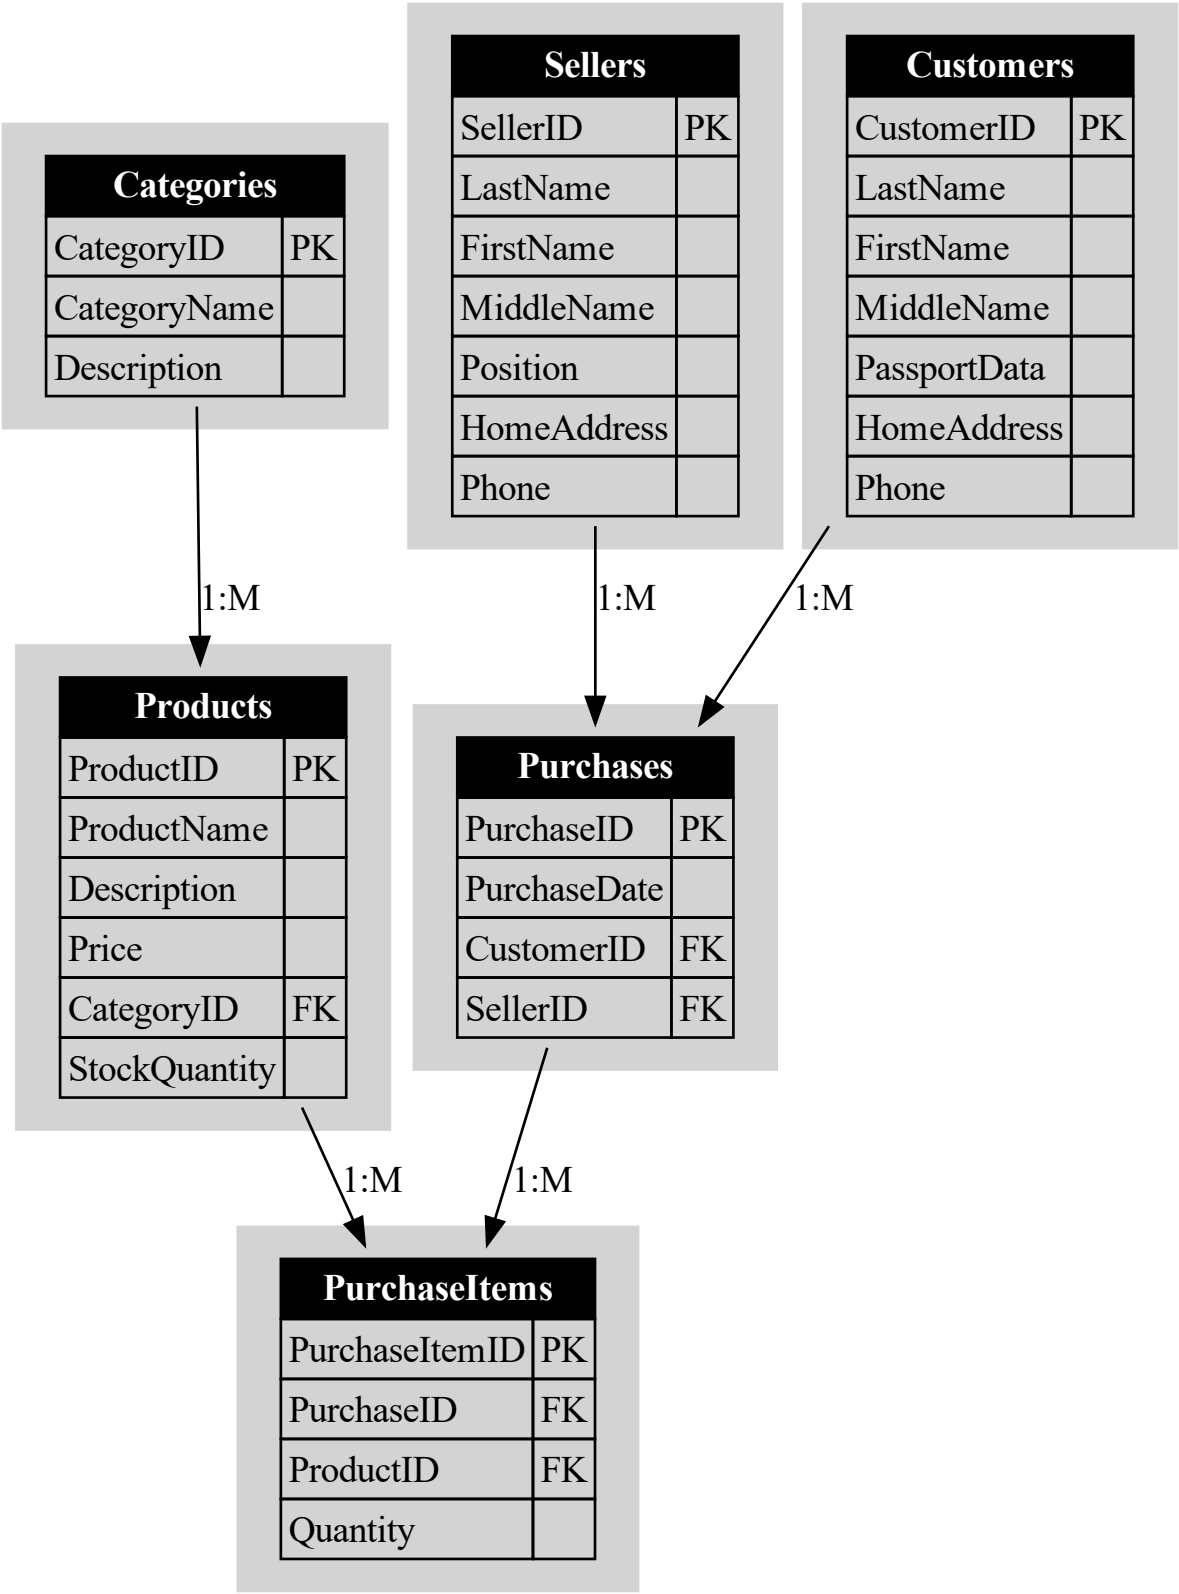 Categories
CategoryID PK
CategoryName
Description
Sellers
SellerID PK
LastName
FirstName
MiddleName
Position
HomeAddress
Phone
Customers
CustomerID PK
LastName
FirstName
MiddleName
PassportData
HomeAddress
Phone
1:M
1:M
1:M
Products
ProductID PK
ProductName
Description
Price
CategoryID FK
StockQuantity
Purchases
PurchaseID PK
PurchaseDate
CustomerID FK
SellerID FK
1:M
1:M
PurchaseItems
PurchaseItemID PK
PurchaseID FK
ProductID FK
Quantity